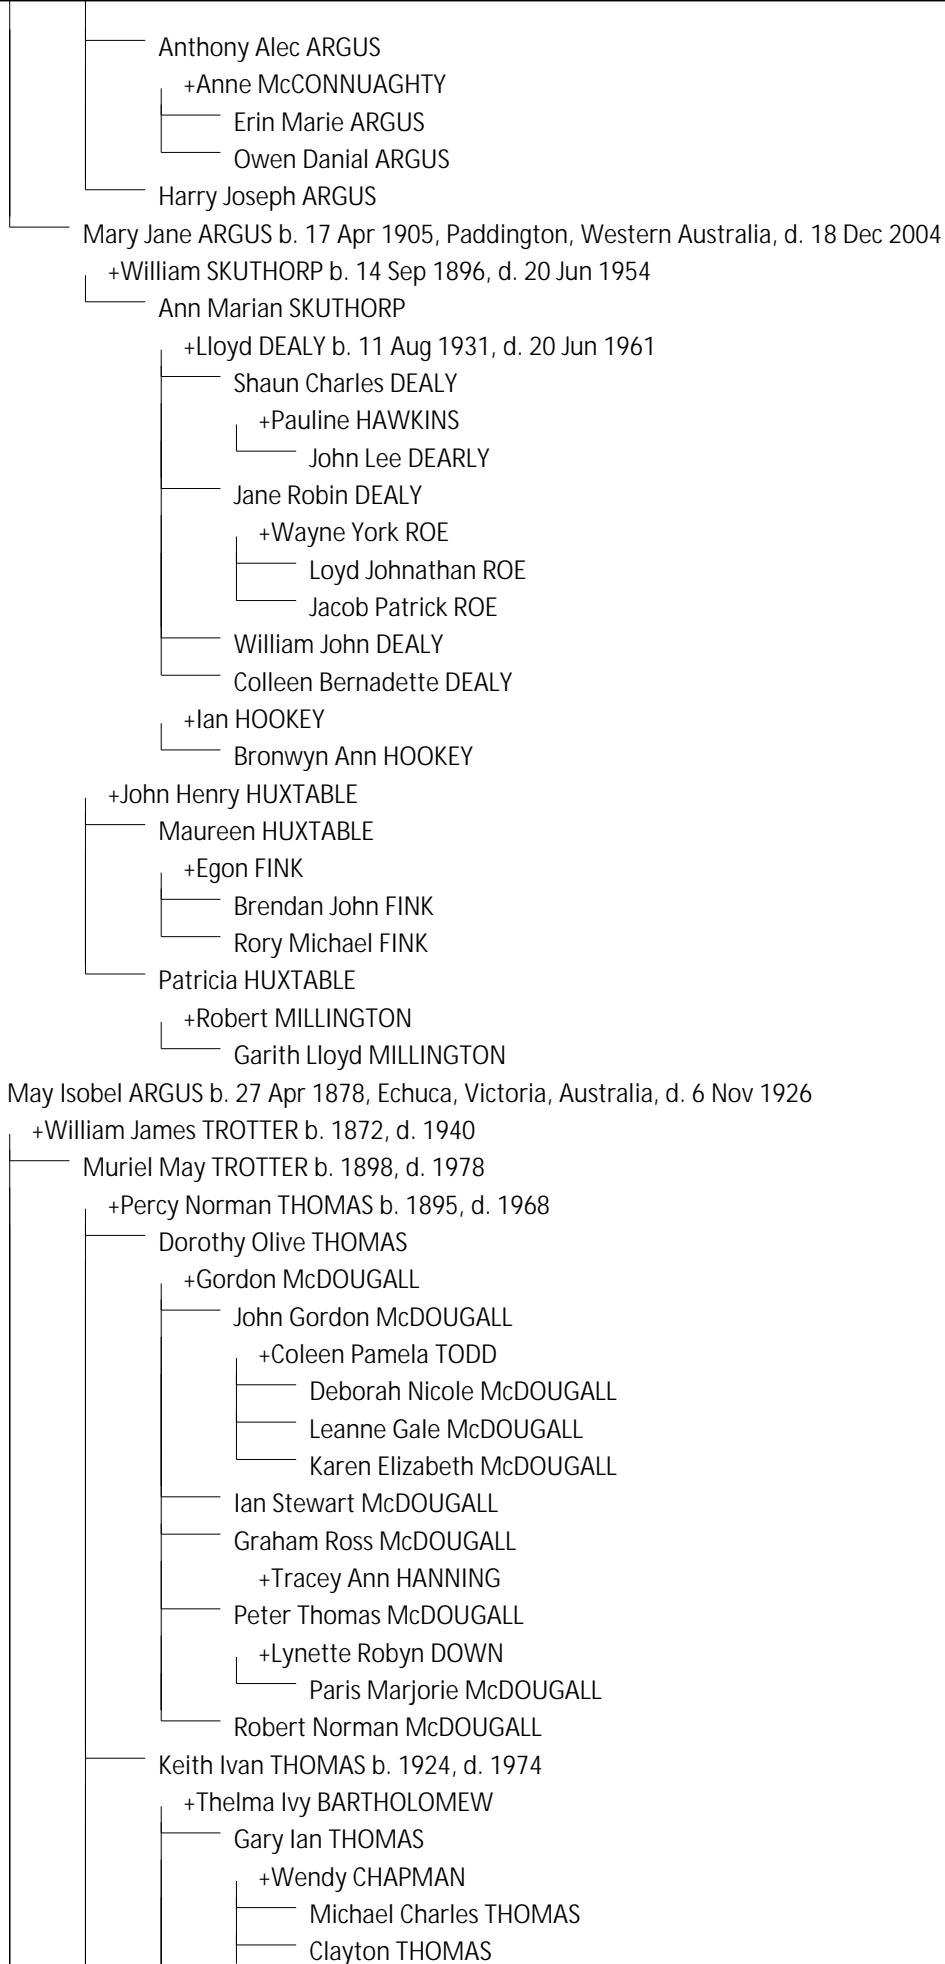 Anthony Alec ARGUS
+Anne McCONNUAGHTY
Erin Marie ARGUS
Owen Danial ARGUS
Harry Joseph ARGUS
Mary Jane ARGUS b. 17 Apr 1905, Paddington, Western Australia, d. 18 Dec 2004
+William SKUTHORP b. 14 Sep 1896, d. 20 Jun 1954
Ann Marian SKUTHORP
+Lloyd DEALY b. 11 Aug 1931, d. 20 Jun 1961
Shaun Charles DEALY
+Pauline HAWKINS
John Lee DEARLY
Jane Robin DEALY
+Wayne York ROE
Loyd Johnathan ROE
Jacob Patrick ROE
William John DEALY
Colleen Bernadette DEALY
+Ian HOOKEY
Bronwyn Ann HOOKEY
+John Henry HUXTABLE
Maureen HUXTABLE
+Egon FINK
Brendan John FINK
Rory Michael FINK
Patricia HUXTABLE
+Robert MILLINGTON
Garith Lloyd MILLINGTON
May Isobel ARGUS b. 27 Apr 1878, Echuca, Victoria, Australia, d. 6 Nov 1926
+William James TROTTER b. 1872, d. 1940
Muriel May TROTTER b. 1898, d. 1978
+Percy Norman THOMAS b. 1895, d. 1968
Dorothy Olive THOMAS
+Gordon McDOUGALL
John Gordon McDOUGALL
+Coleen Pamela TODD
Deborah Nicole McDOUGALL
Leanne Gale McDOUGALL
Karen Elizabeth McDOUGALL
Ian Stewart McDOUGALL
Graham Ross McDOUGALL
+Tracey Ann HANNING
Peter Thomas McDOUGALL
+Lynette Robyn DOWN
Paris Marjorie McDOUGALL
Robert Norman McDOUGALL
Keith Ivan THOMAS b. 1924, d. 1974
+Thelma Ivy BARTHOLOMEW
Gary Ian THOMAS
+Wendy CHAPMAN
Michael Charles THOMAS
Clayton THOMAS